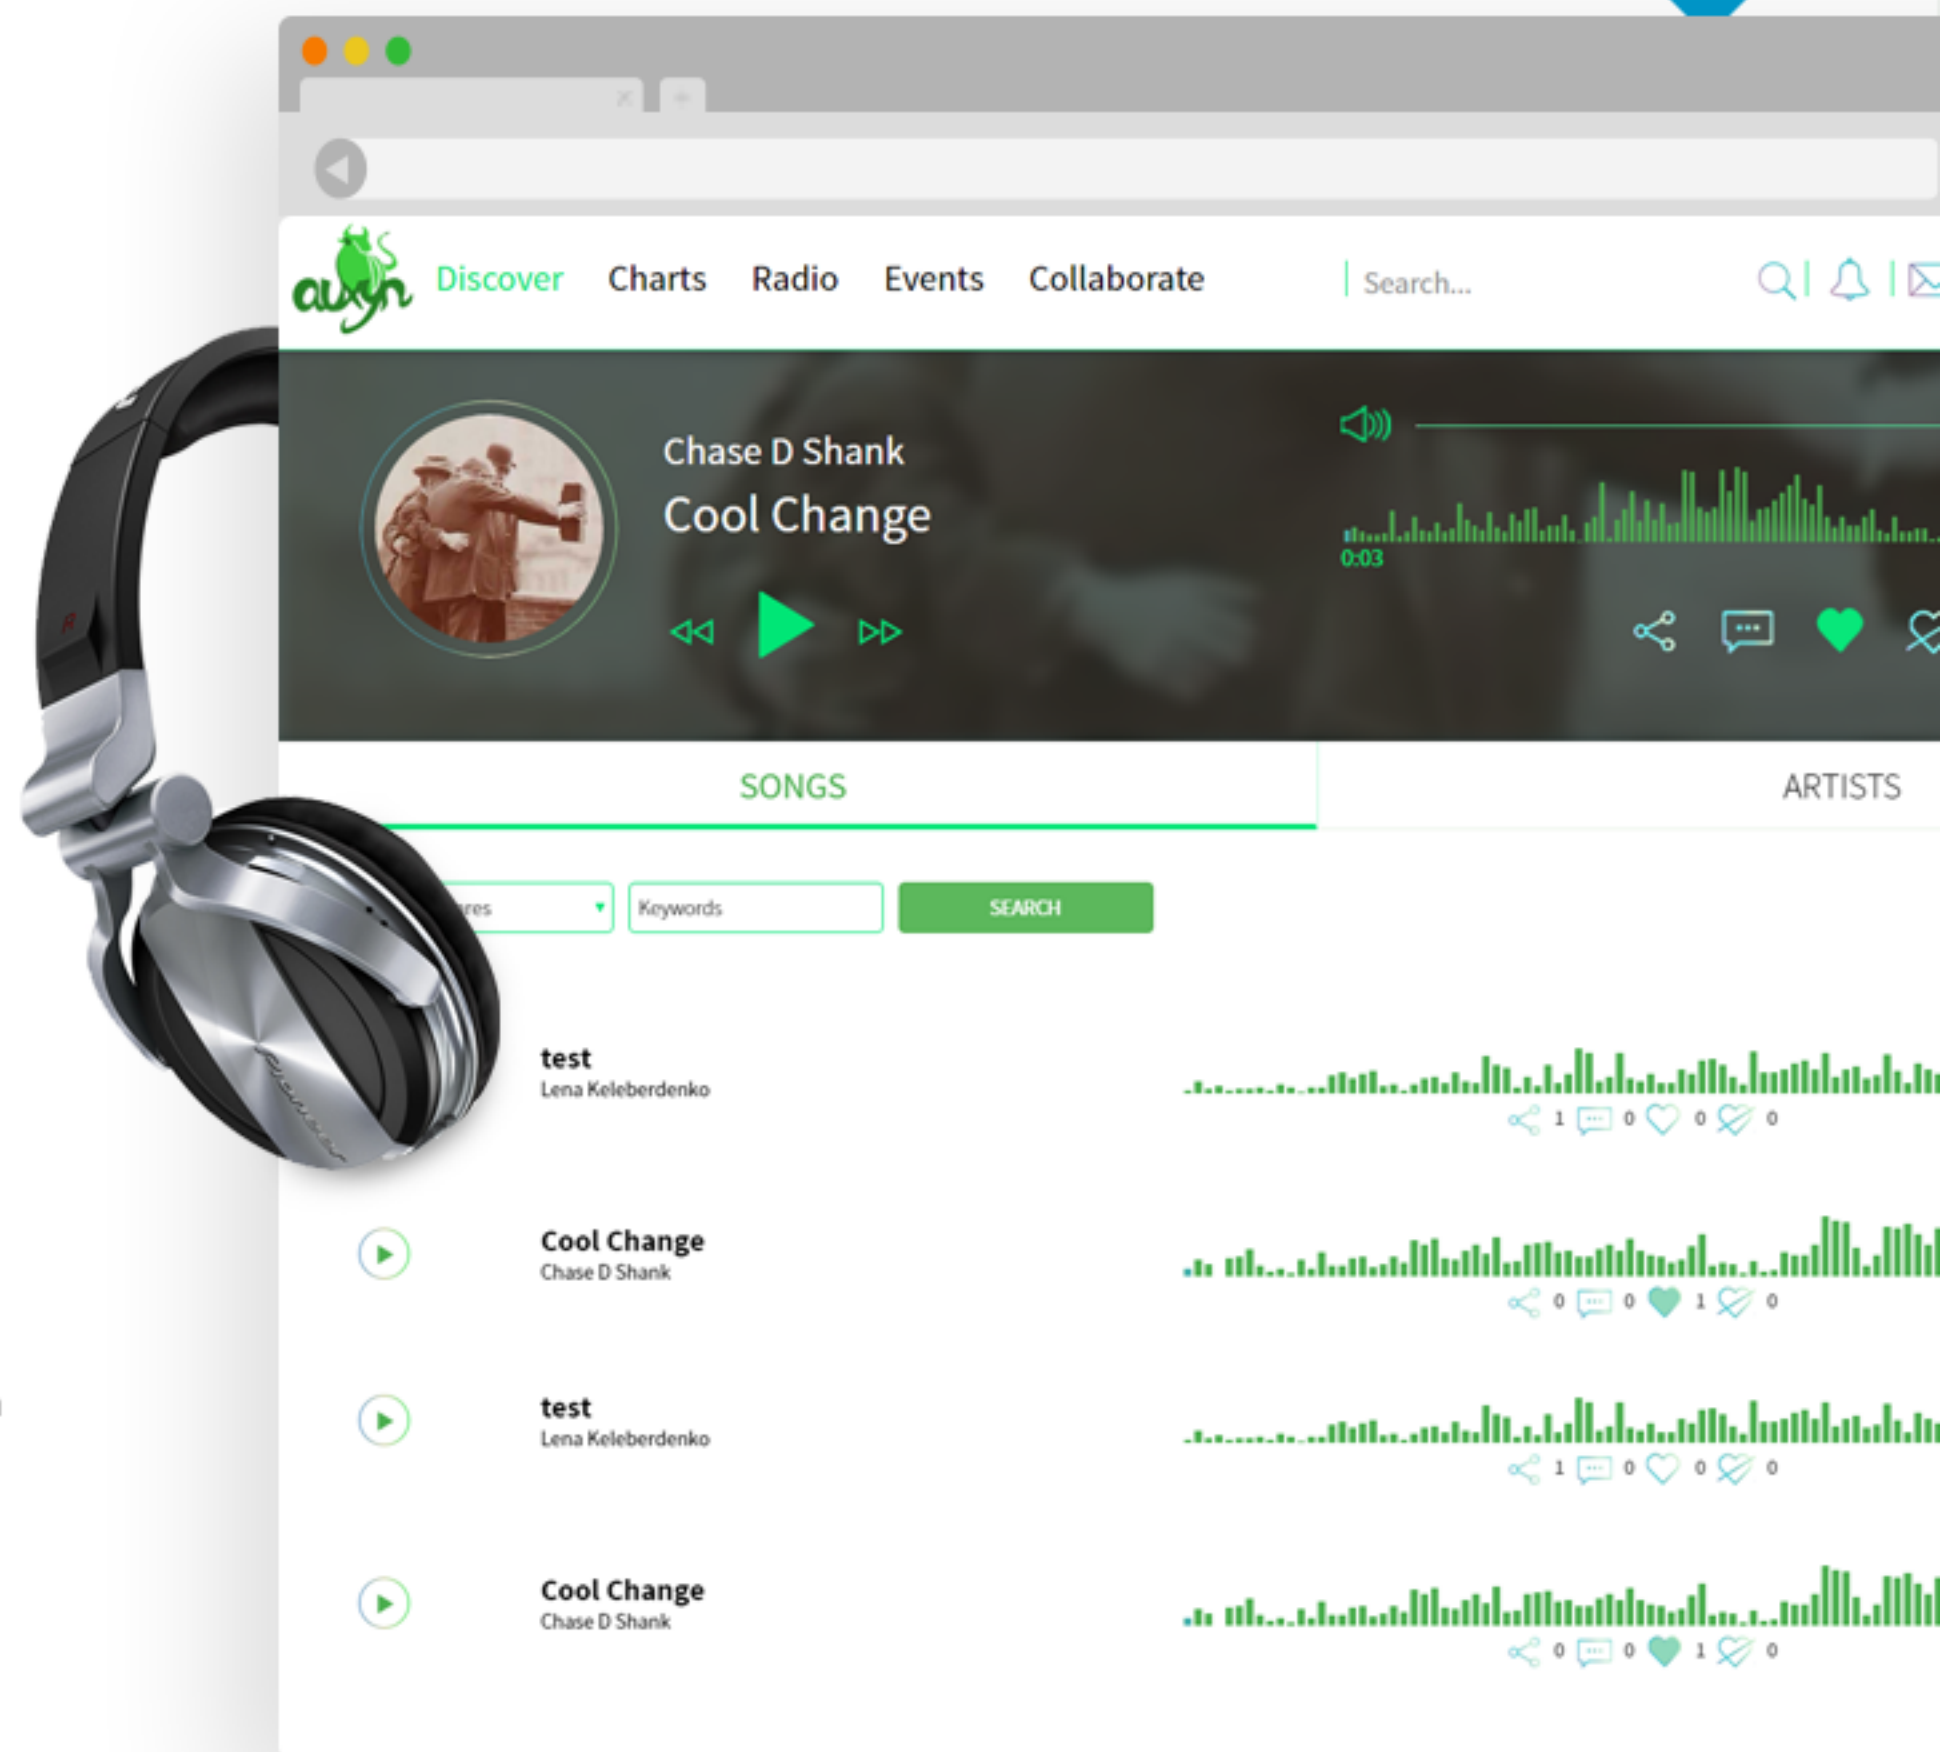 auxyn
Discover Charts Radio Events Collaborate Search...
Chase D Shank
Cool Change
0:03
SONGS ARTISTS
Keywords SEARCH
R
test
Lena Keleberdenko
1 0 0 0
Pioneer
Cool Change
Chase D Shank
0 0 1 0
test
Lena Keleberdenko
1 0 0 0
Cool Change
Chase D Shank
0 0 1 0